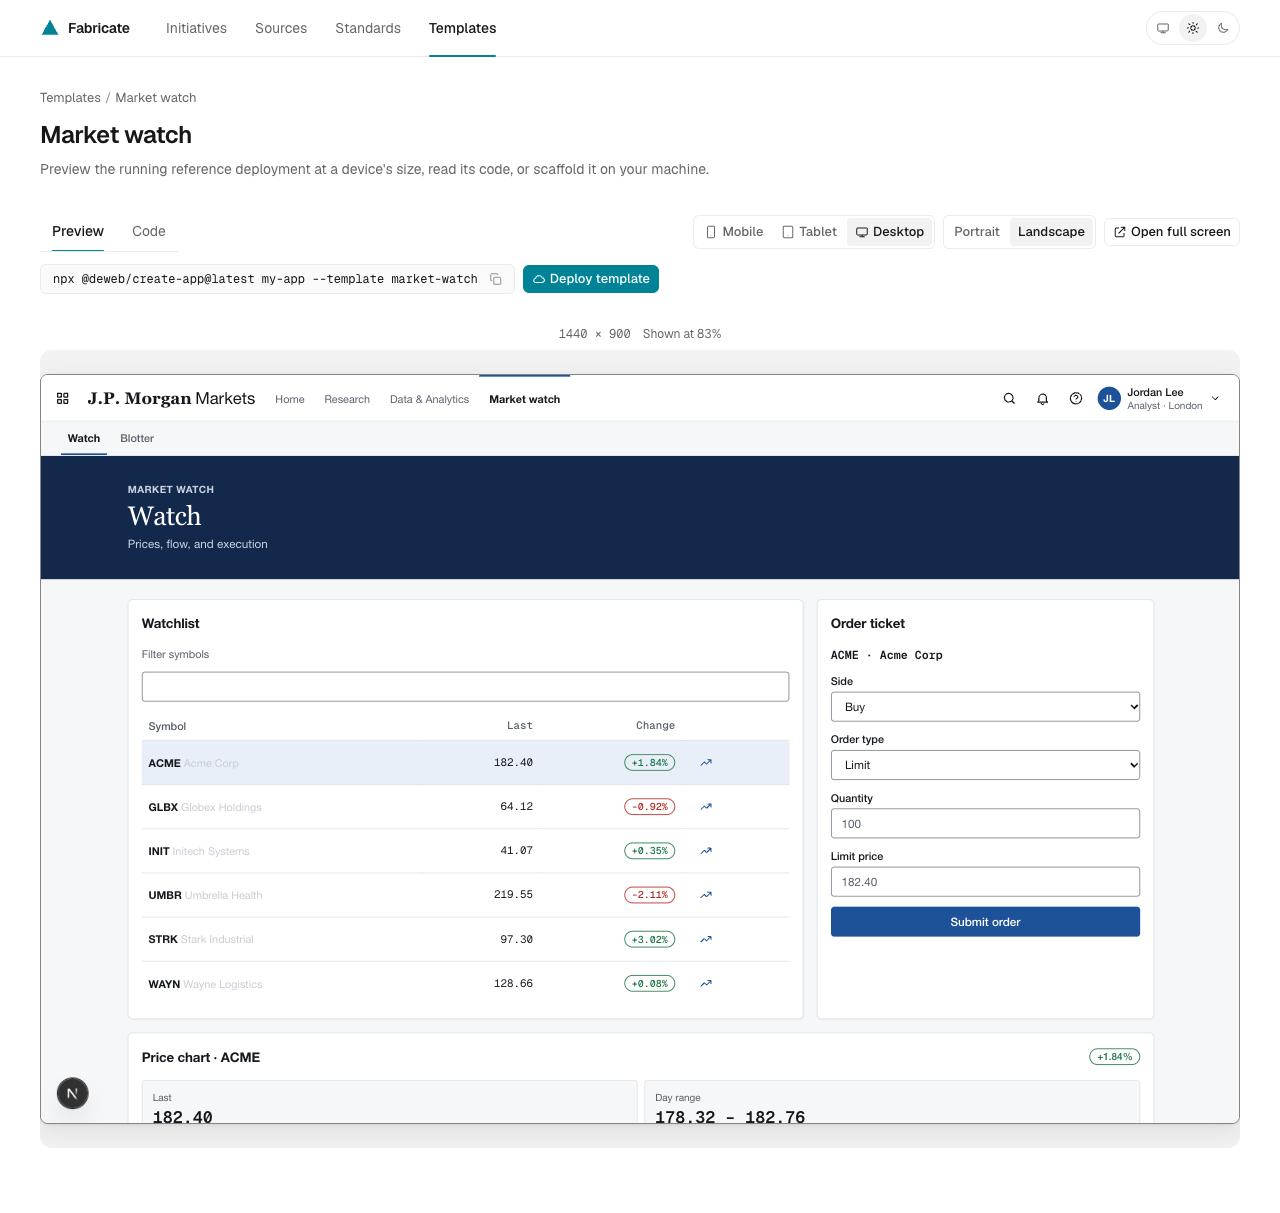 Fabricate Initiatives Sources Standards Templates
Templates / Market watch
Market watch
Preview the running reference deployment at a device's size, read its code, or scaffold it on your machine.
Preview Code Mobile Tablet Desktop Portrait Landscape Open full screen
npx @deweb/create-app@latest my-app --template market-watch Deploy template
1440 × 900 Shown at 83%
J.P. Morgan Markets Home Research Data & Analytics Market watch JL Jordan Lee
Analyst · London
Watch Blotter
MARKET WATCH
Watch
Prices, flow, and execution
Watchlist
Filter symbols
Symbol Last Change
ACME Acme Corp 182.40 +1.84%
GLBX Globex Holdings 64.12 -0.92%
INIT Initech Systems 41.07 +0.35%
UMBR Umbrella Health 219.55 -2.11%
STRK Stark Industrial 97.30 +3.02%
WAYN Wayne Logistics 128.66 +0.08%
Order ticket
ACME · Acme Corp
Side
Buy
Order type
Limit
Quantity
100
Limit price
182.40
Submit order
Price chart · ACME +1.84%
Last
182.40
Day range
178.32 – 182.76
N